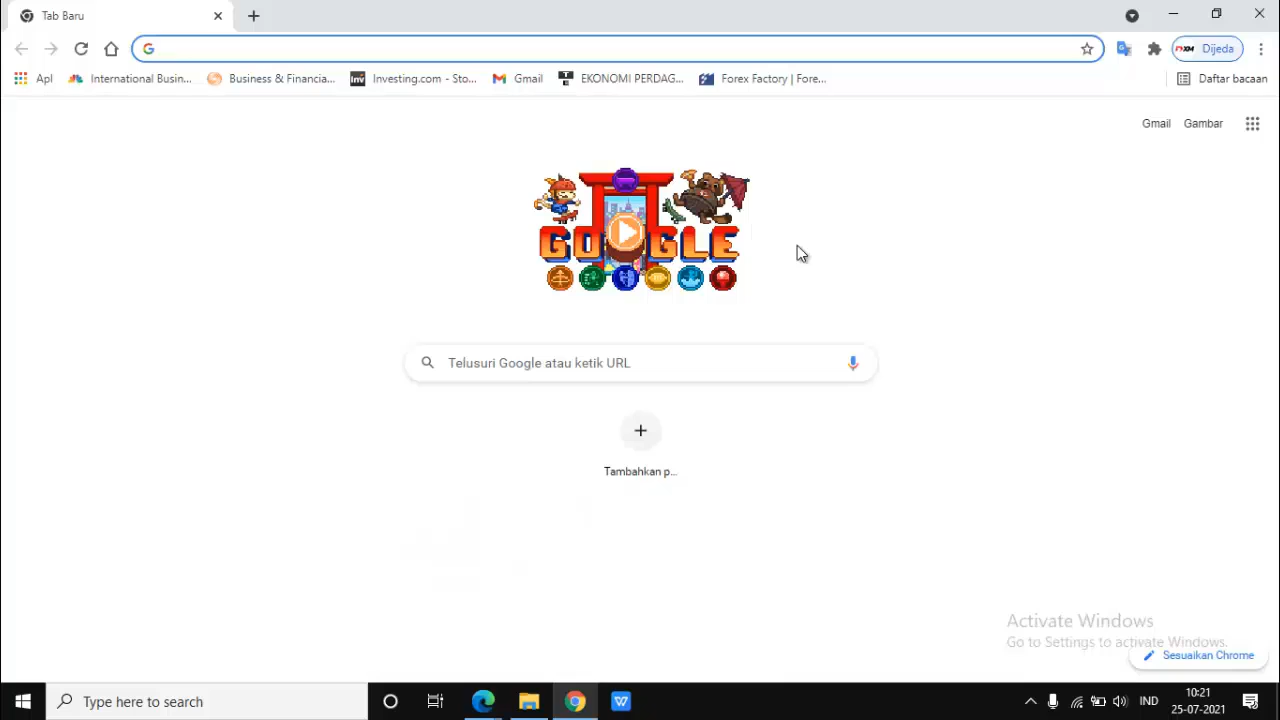 Tab Baru
Dijeda
Apl
International Busin...
Business & Financia...
Inv
Investing.com - Sto...
Gmail
EKONOMI PERDAG...
Forex Factory | Fore...
Daftar bacaan
Gmail
Gambar
GOOGLE
Telusuri Google atau ketik URL
Tambahkan p...
Activate Windows
Go to Settings to activate Windows.
Sesuaikan Chrome
Type here to search
W
IND
10:21
25-07-2021